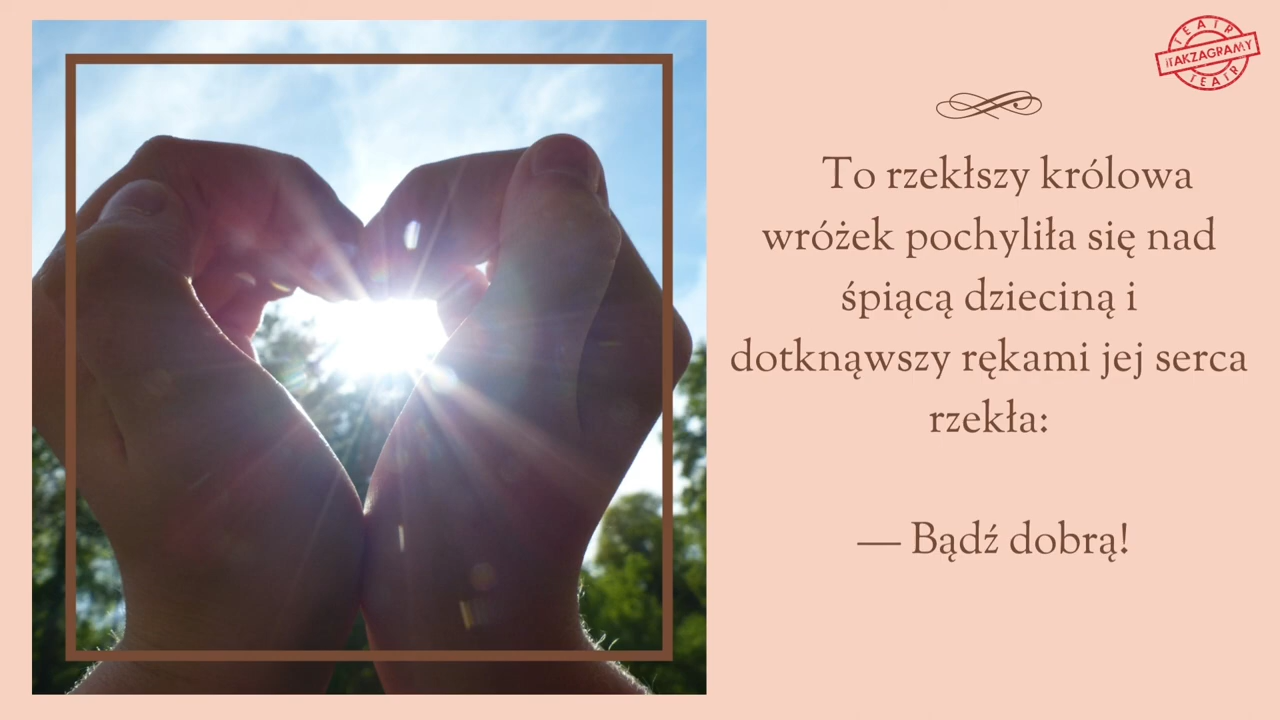 TEATR
ITAKZAGRAMY
TEATR
To rzekłszy królowa
wróżek pochyliła się nad
śpiącą dzieciną i
dotknąwszy rękami jej serca
rzekła:
— Bądź dobrą!